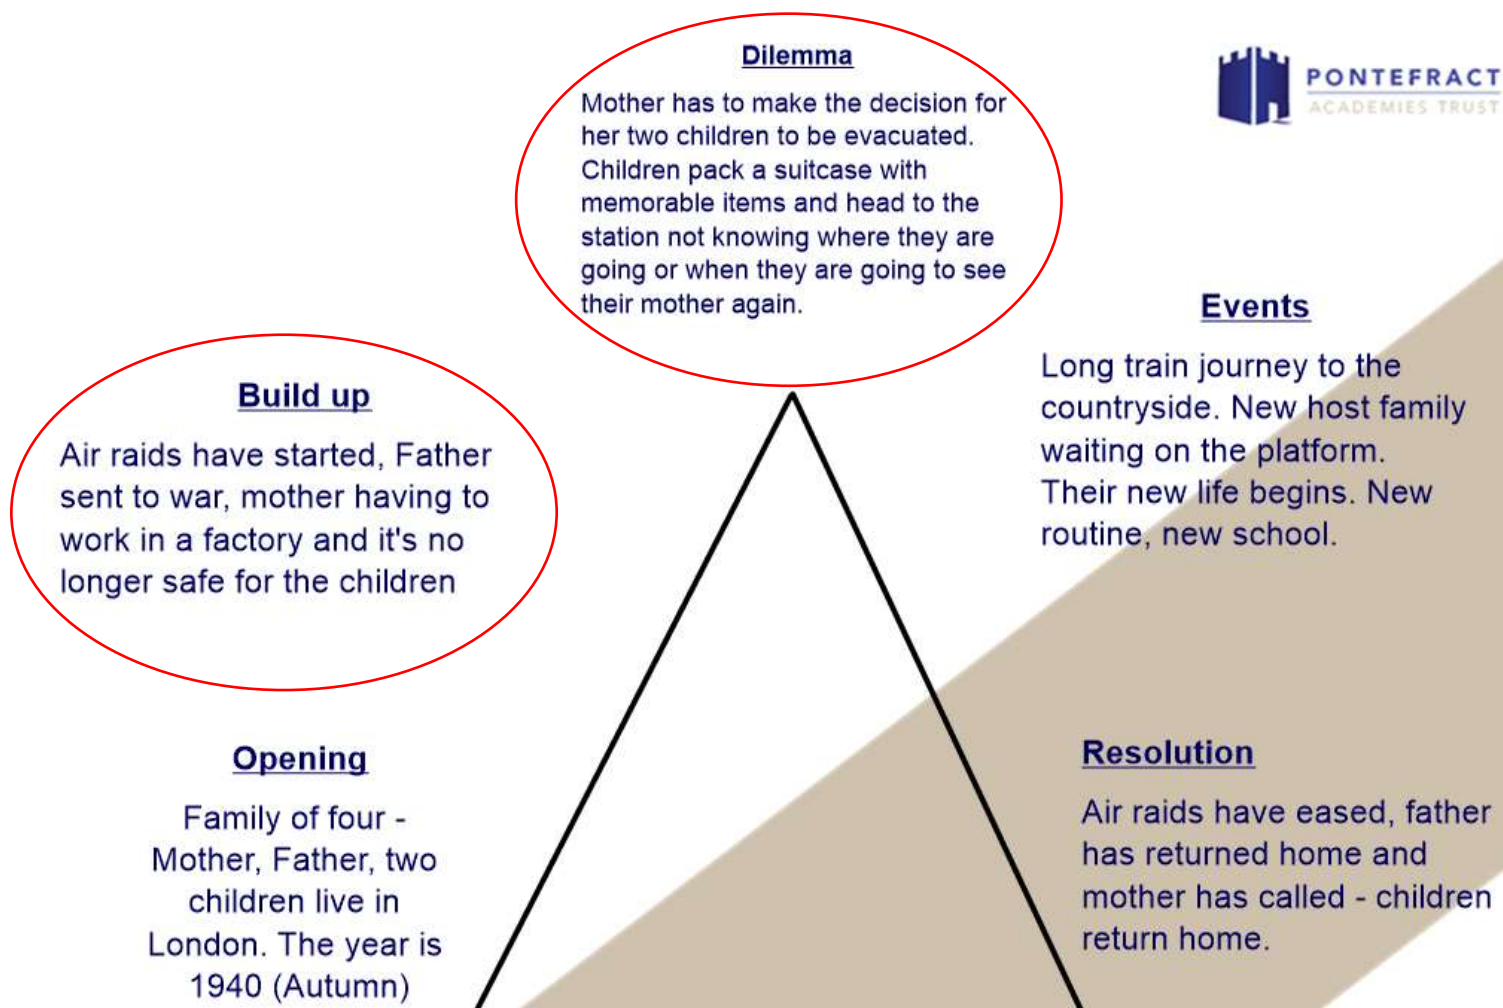 Dilemma
Mother has to make the decision for
her two children to be evacuated.
Children pack a suitcase with
memorable items and head to the
station not knowing where they are
going or when they are going to see
their mother again.
PONTEFRACT
ACADEMIES TRUST
Build up
Air raids have started, Father
sent to war, mother having to
work in a factory and it's no
longer safe for the children
Events
Long train journey to the
countryside. New host family
waiting on the platform.
Their new life begins. New
routine, new school.
Opening
Family of four -
Mother, Father, two
children live in
London. The year is
1940 (Autumn)
Resolution
Air raids have eased, father
has returned home and
mother has called - children
return home.